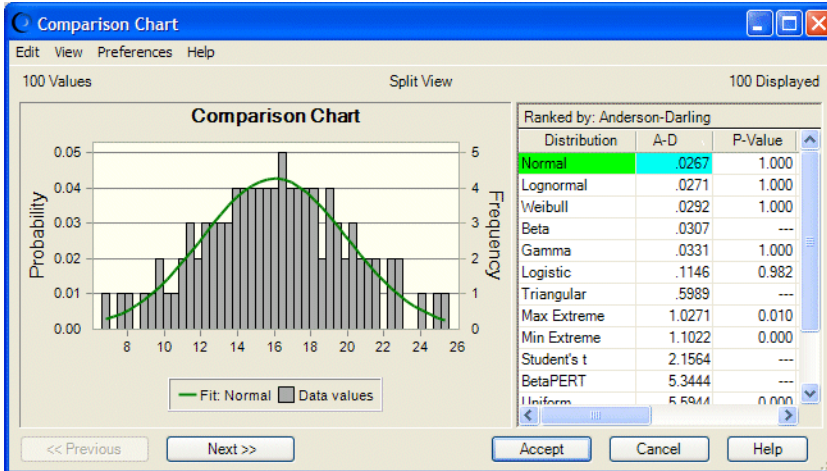 Comparison Chart
Edit View Preferences Help
100 Values Split View 100 Displayed
Comparison Chart
0.05
0.04
0.03
0.02
0.01
0.00
Probability
5
4
3
2
1
0
Frequency
8 10 12 14 16 18 20 22 24 26
Fit: Normal Data values
Ranked by: Anderson-Darling
Distribution A-D P-Value
Normal .0267 1.000
Lognormal .0271 1.000
Weibull .0292 1.000
Beta .0307 ---
Gamma .0331 1.000
Logistic .1146 0.982
Triangular .5989 ---
Max Extreme 1.0271 0.010
Min Extreme 1.1022 0.000
Student's t 2.1564 ---
BetaPERT 5.3444 ---
Uniform 5.5944 0.000
<< Previous Next >> Accept Cancel Help